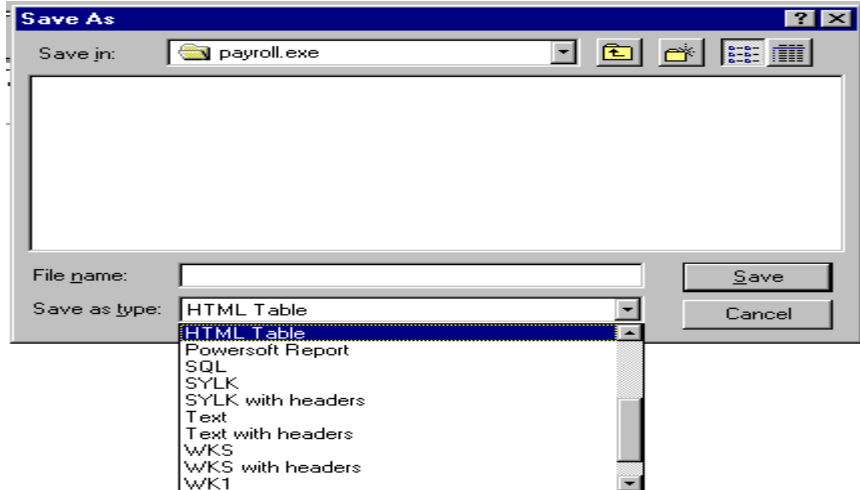 Save As
Save in: payroll.exe
File name:
Save
Save as type: HTML Table
Cancel
HTML Table
Powersoft Report
SQL
SYLK
SYLK with headers
Text
Text with headers
WKS
WKS with headers
WK1